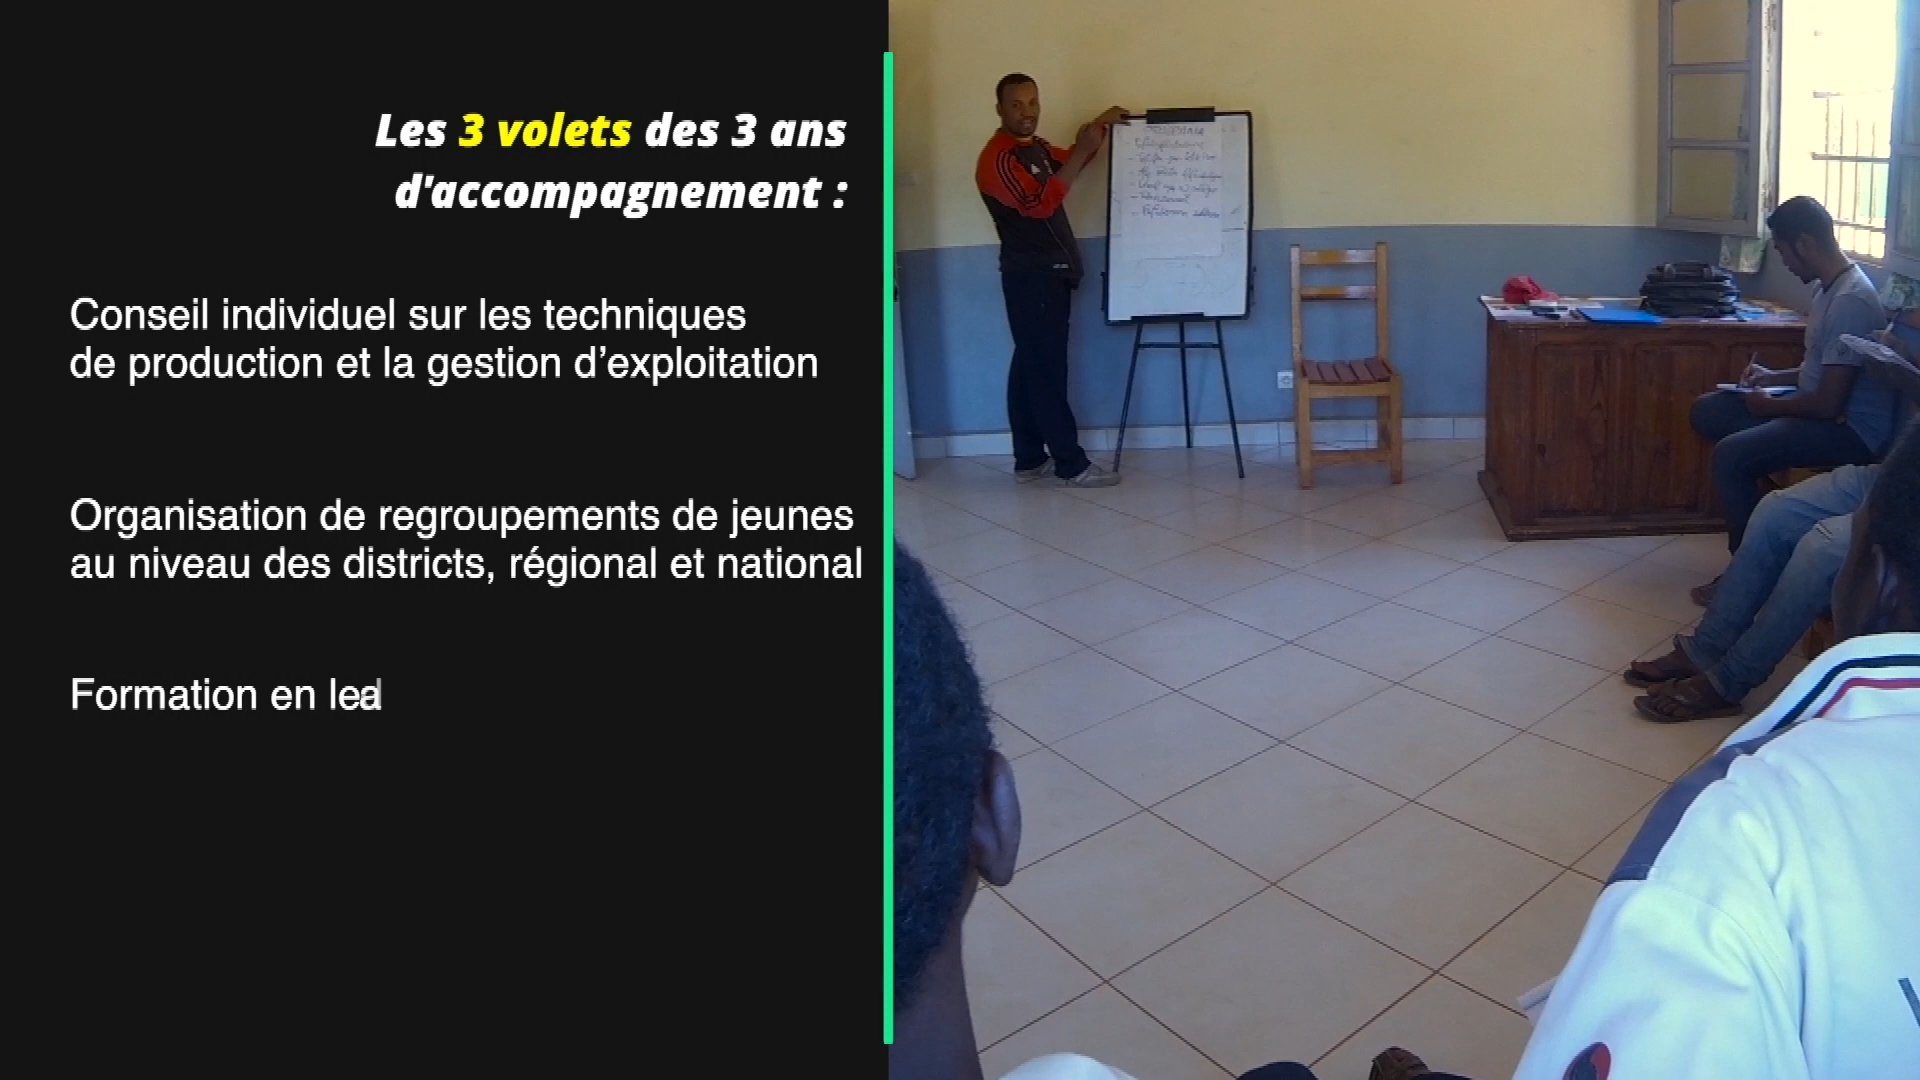 Les 3 volets des 3 ans
d'accompagnement :
Conseil individuel sur les techniques
de production et la gestion d’exploitation
Organisation de regroupements de jeunes
au niveau des districts, régional et national
Formation en lea